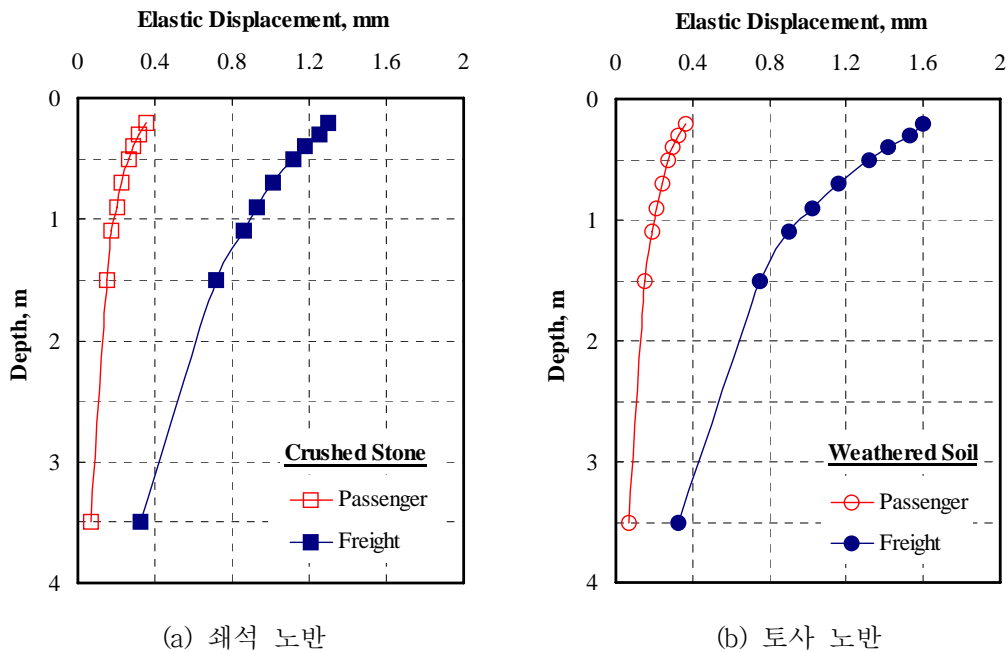 Elastic Displacement, mm
0 0.4 0.8 1.2 1.6 2
0
1
2
3
4
Depth, m
Crushed Stone
Passenger
Freight
(a) 쇄석 노반
Elastic Displacement, mm
0 0.4 0.8 1.2 1.6 2
0
1
2
3
4
Depth, m
Weathered Soil
Passenger
Freight
(b) 토사 노반